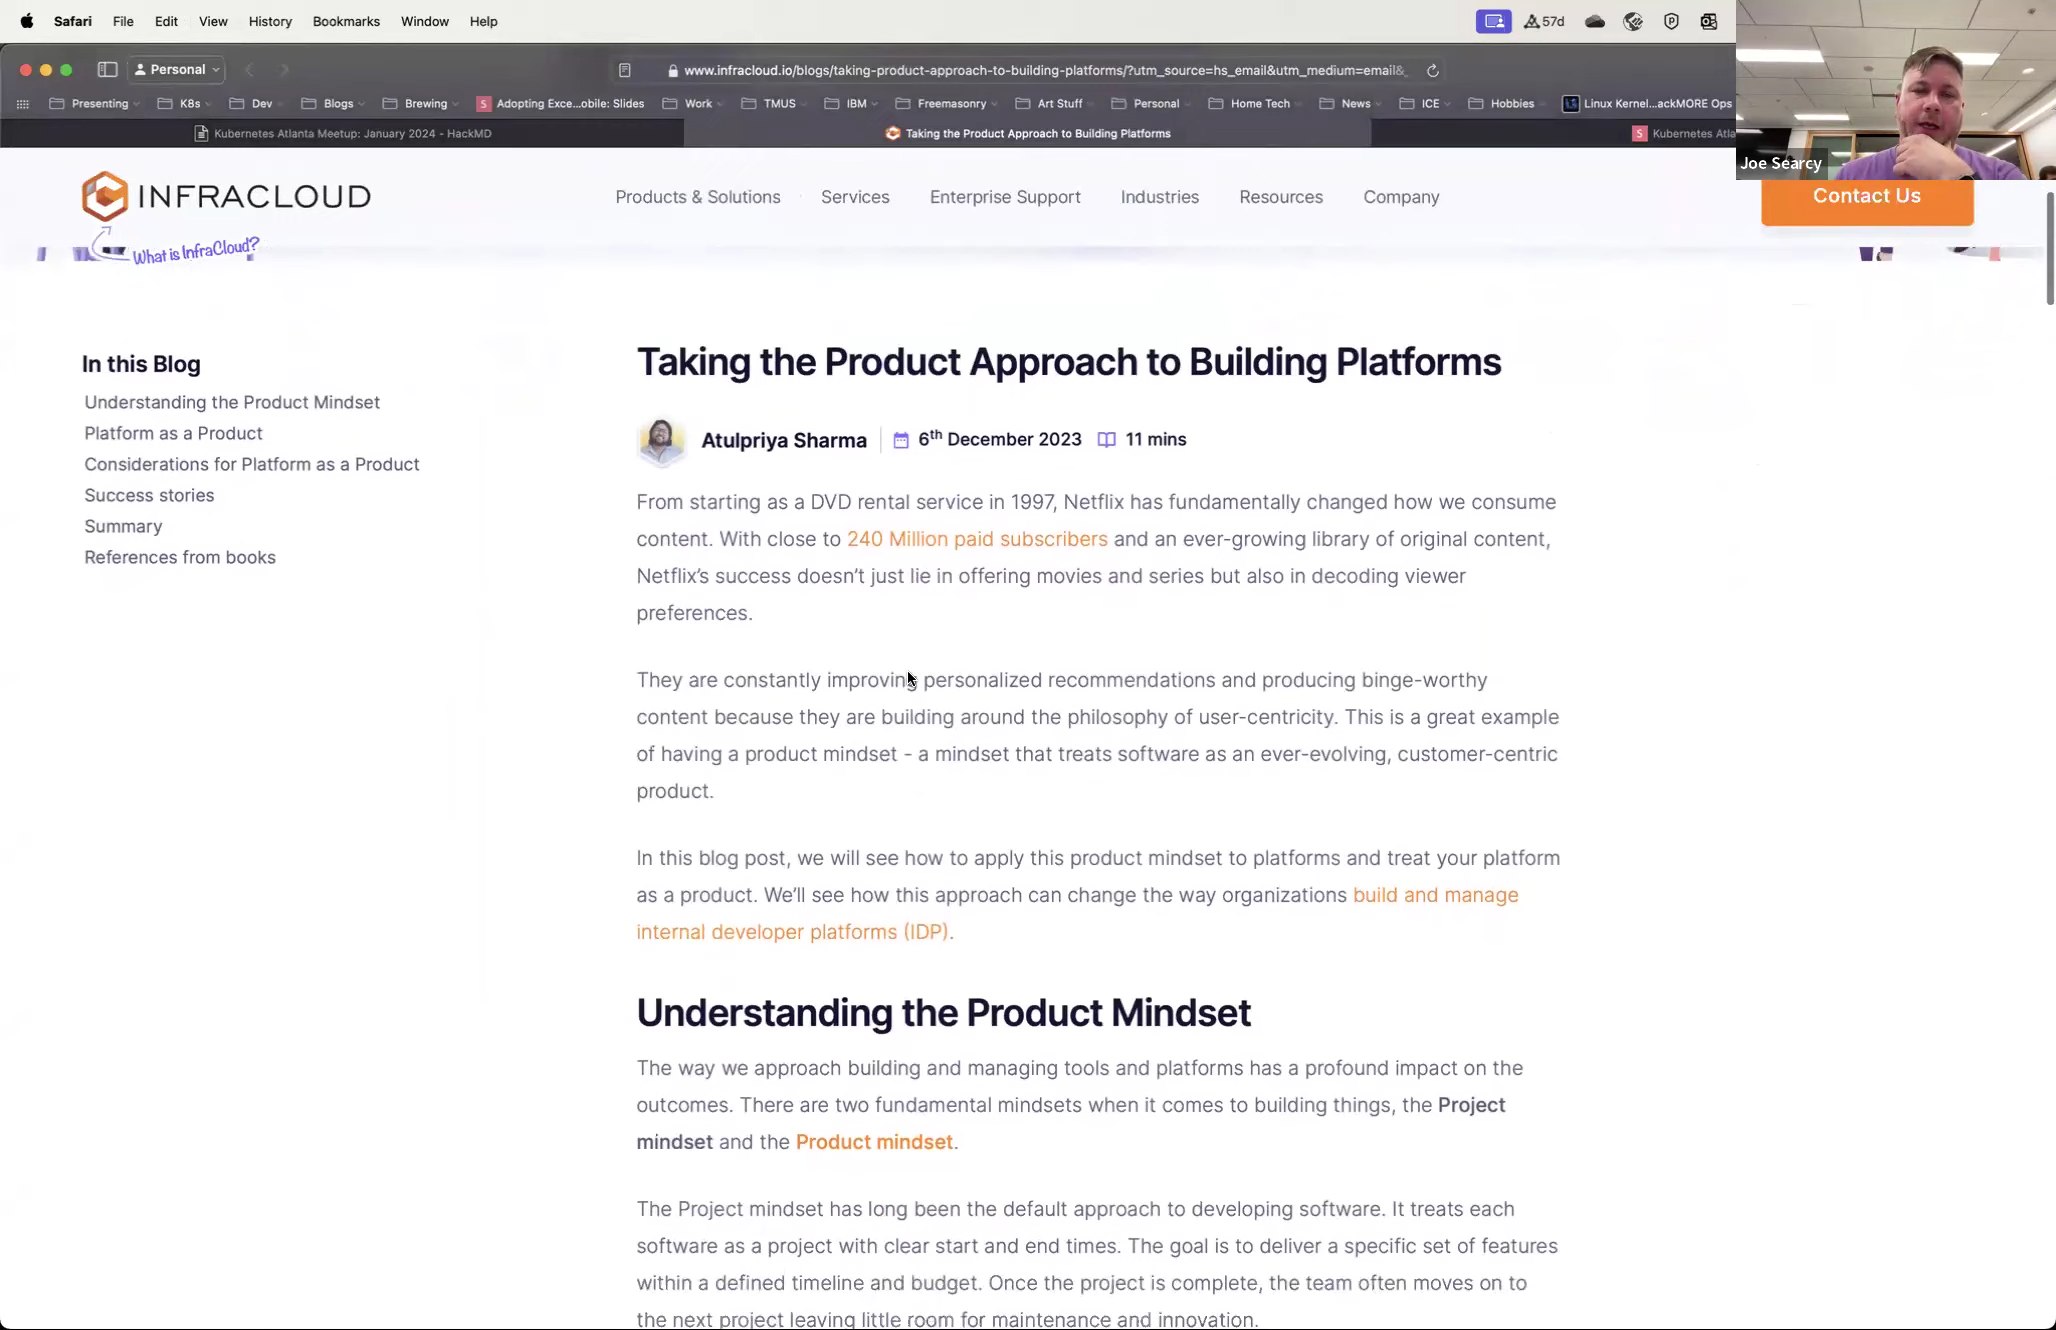 Safari File Edit View History Bookmarks Window Help
57d
Personal
www.infracloud.io/blogs/taking-product-approach-to-building-platforms/?utm_source=hs_email&utm_medium=email&_
Presenting K8s Dev Blogs Brewing Adopting Exce...obile: Slides Work TMUS IBM Freemasonry Art Stuff Personal Home Tech News ICE Hobbies Linux Kernel...ackMORE Ops
Kubernetes Atlanta Meetup: January 2024 - HackMD
Taking the Product Approach to Building Platforms
Kubernetes Atla
Joe Searcy
INFRACLOUD
What is InfraCloud?
Products & Solutions Services Enterprise Support Industries Resources Company
Contact Us
In this Blog
Understanding the Product Mindset
Platform as a Product
Considerations for Platform as a Product
Success stories
Summary
References from books
Taking the Product Approach to Building Platforms
Atulpriya Sharma 6th December 2023 11 mins
From starting as a DVD rental service in 1997, Netflix has fundamentally changed how we consume
content. With close to 240 Million paid subscribers and an ever-growing library of original content,
Netflix’s success doesn’t just lie in offering movies and series but also in decoding viewer
preferences.
They are constantly improving personalized recommendations and producing binge-worthy
content because they are building around the philosophy of user-centricity. This is a great example
of having a product mindset - a mindset that treats software as an ever-evolving, customer-centric
product.
In this blog post, we will see how to apply this product mindset to platforms and treat your platform
as a product. We’ll see how this approach can change the way organizations build and manage
internal developer platforms (IDP).
Understanding the Product Mindset
The way we approach building and managing tools and platforms has a profound impact on the
outcomes. There are two fundamental mindsets when it comes to building things, the Project
mindset and the Product mindset.
The Project mindset has long been the default approach to developing software. It treats each
software as a project with clear start and end times. The goal is to deliver a specific set of features
within a defined timeline and budget. Once the project is complete, the team often moves on to
the next project leaving little room for maintenance and innovation.